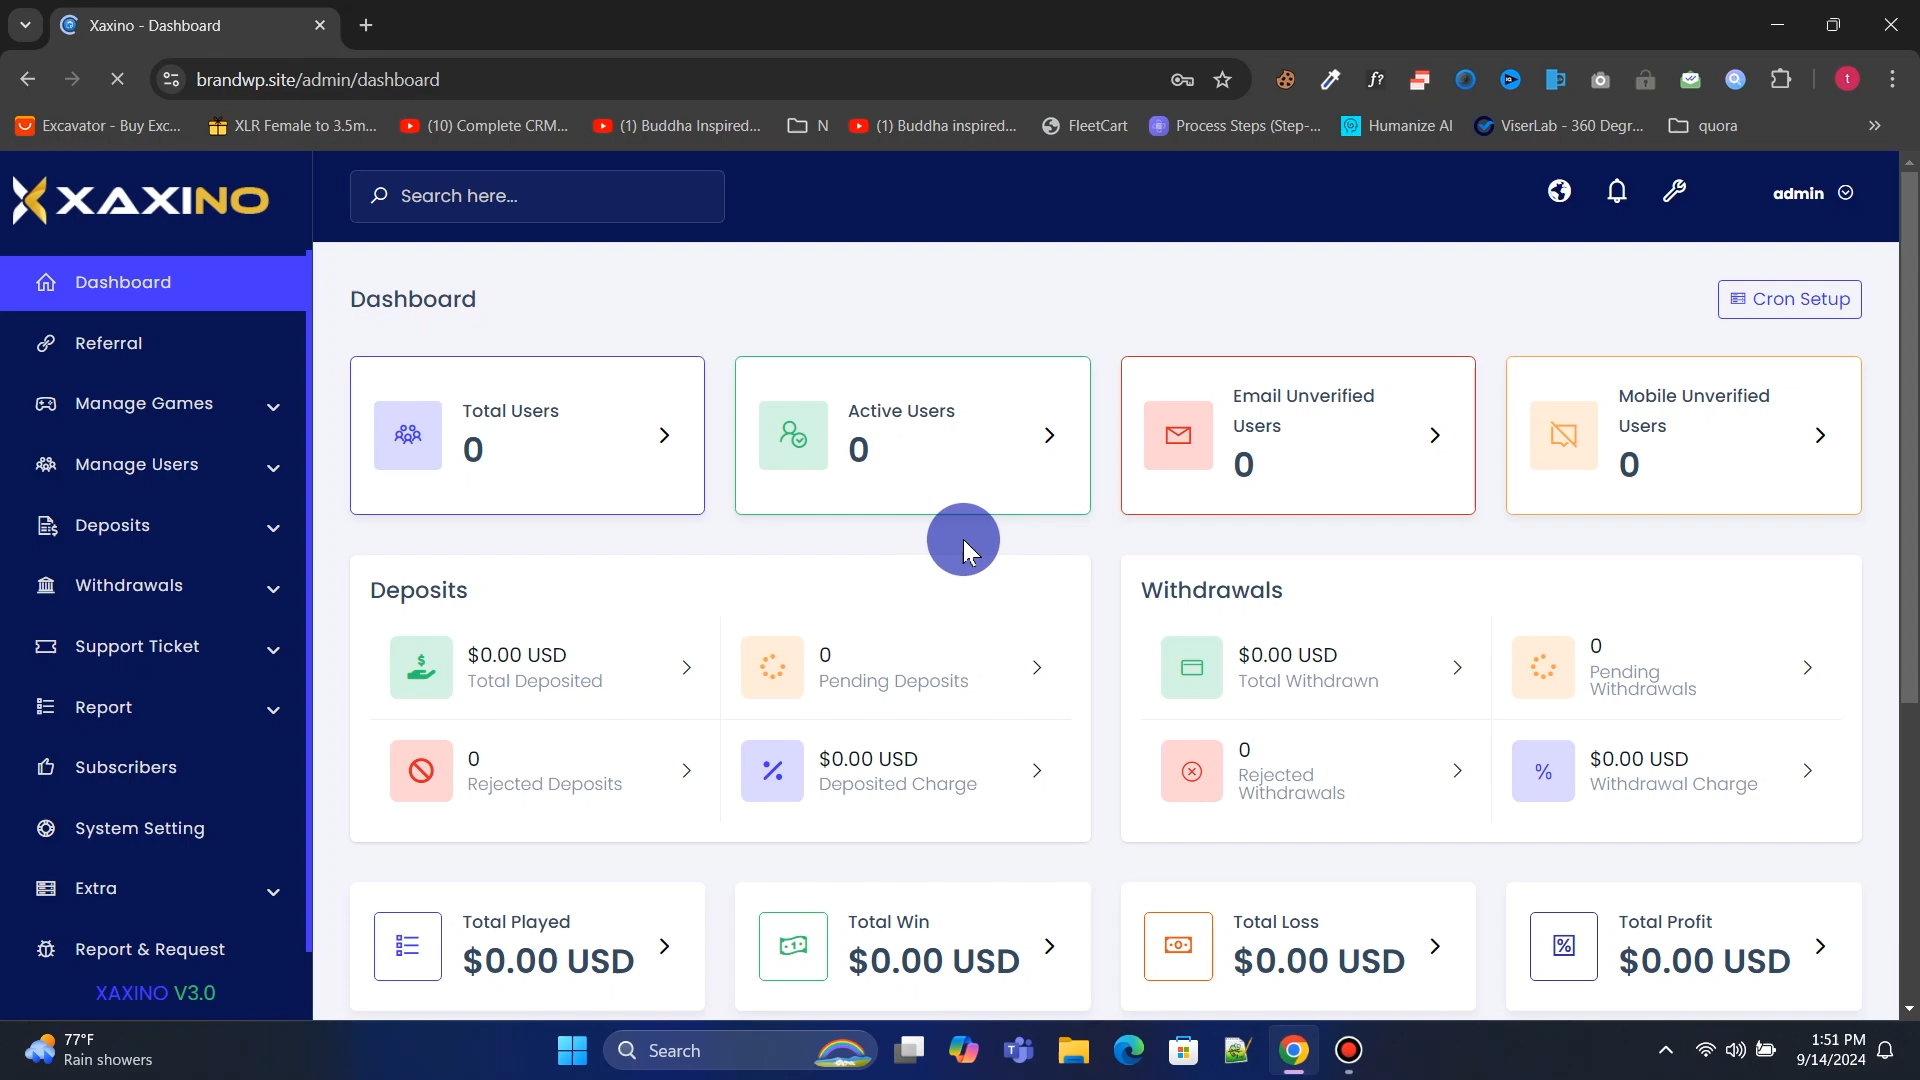 Xaxino - Dashboard
brandwp.site/admin/dashboard
t
Excavator - Buy Exc...
XLR Female to 3.5m...
(10) Complete CRM...
(1) Buddha Inspired...
N
(1) Buddha inspired...
FleetCart
Process Steps (Step-...
Humanize AI
ViserLab - 360 Degr...
quora
XAXINO
Search here...
admin
Dashboard
Referral
Manage Games
Manage Users
Deposits
Withdrawals
Support Ticket
Report
Subscribers
System Setting
Extra
Report & Request
XAXINO V3.0
Dashboard
Cron Setup
Total Users
0
Active Users
0
Email Unverified
Users
0
Mobile Unverified
Users
0
Deposits
$0.00 USD
Total Deposited
0
Pending Deposits
0
Rejected Deposits
$0.00 USD
Deposited Charge
Withdrawals
$0.00 USD
Total Withdrawn
0
Pending
Withdrawals
0
Rejected
Withdrawals
$0.00 USD
Withdrawal Charge
Total Played
$0.00 USD
Total Win
$0.00 USD
Total Loss
$0.00 USD
Total Profit
$0.00 USD
77°F
Rain showers
Search
1:51 PM
9/14/2024